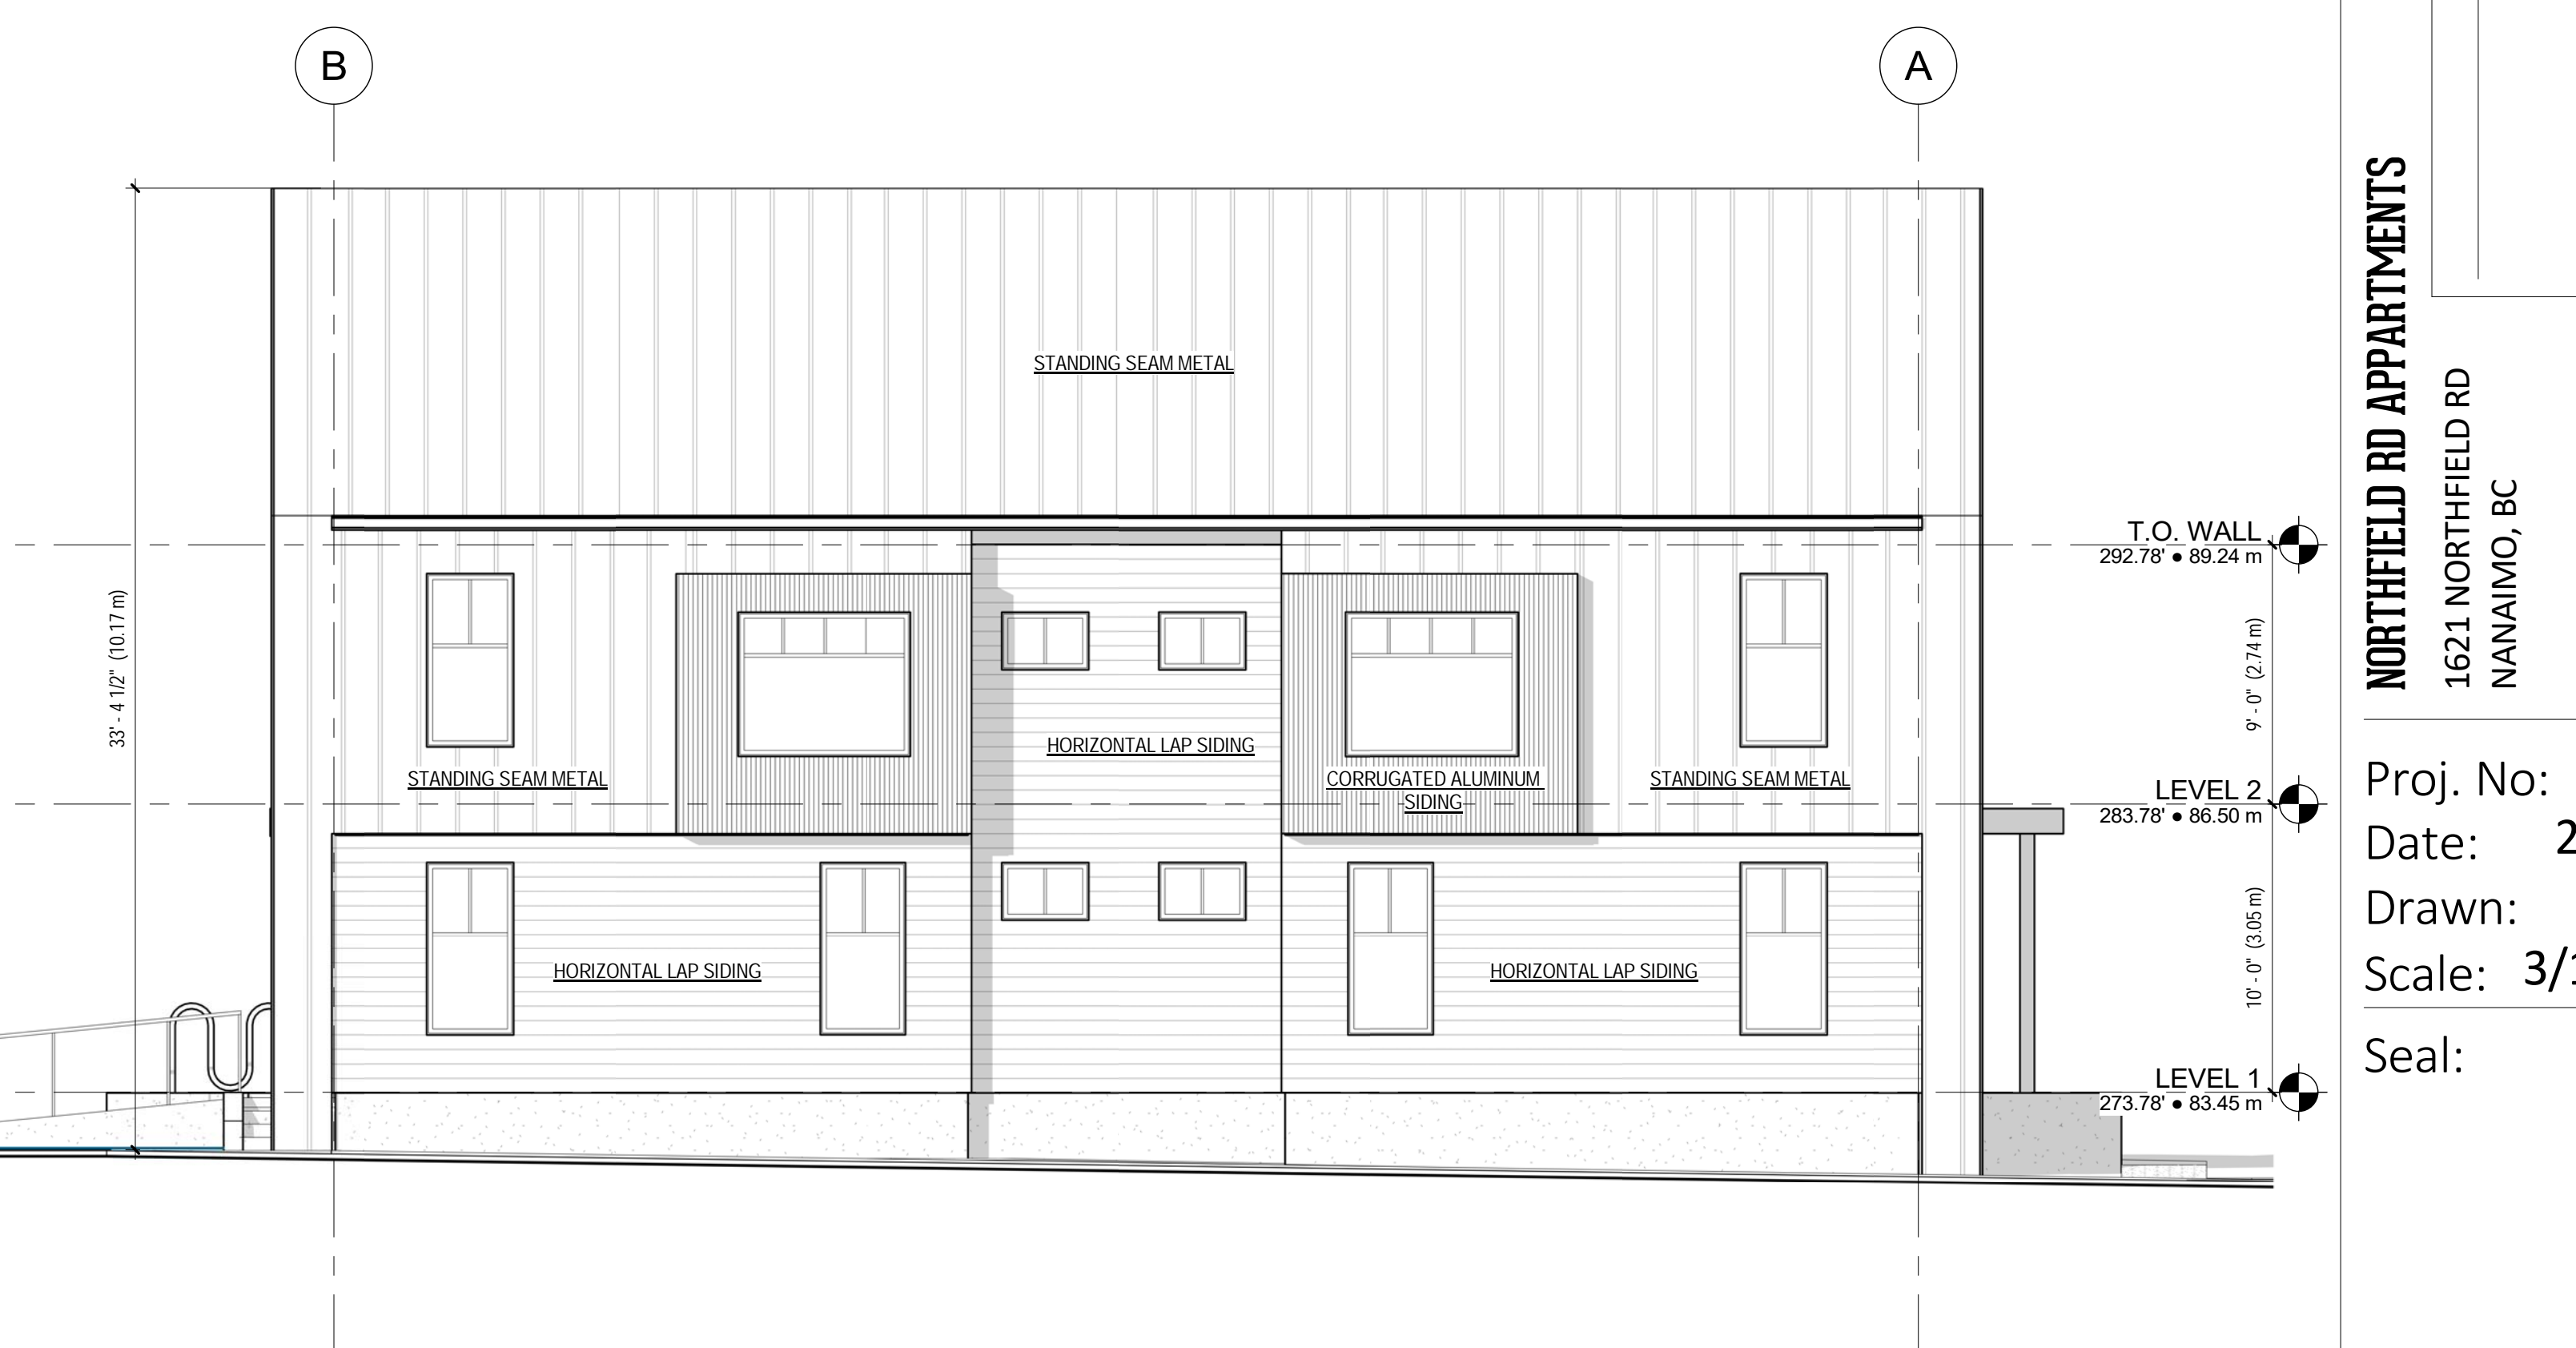 B
A
STANDING SEAM METAL
T.O. WALL
292.78' ● 89.24 m
33' - 4 1/2" (10.17 m)
9' - 0" (2.74 m)
HORIZONTAL LAP SIDING
STANDING SEAM METAL
CORRUGATED ALUMINUM
SIDING
STANDING SEAM METAL
LEVEL 2
283.78' ● 86.50 m
HORIZONTAL LAP SIDING
HORIZONTAL LAP SIDING
10' - 0" (3.05 m)
LEVEL 1
273.78' ● 83.45 m
NORTHFIELD RD APPARTMENTS
1621 NORTHFIELD RD
NANAIMO, BC
Proj. No:
Date: 2
Drawn:
Scale: 3/1
Seal: